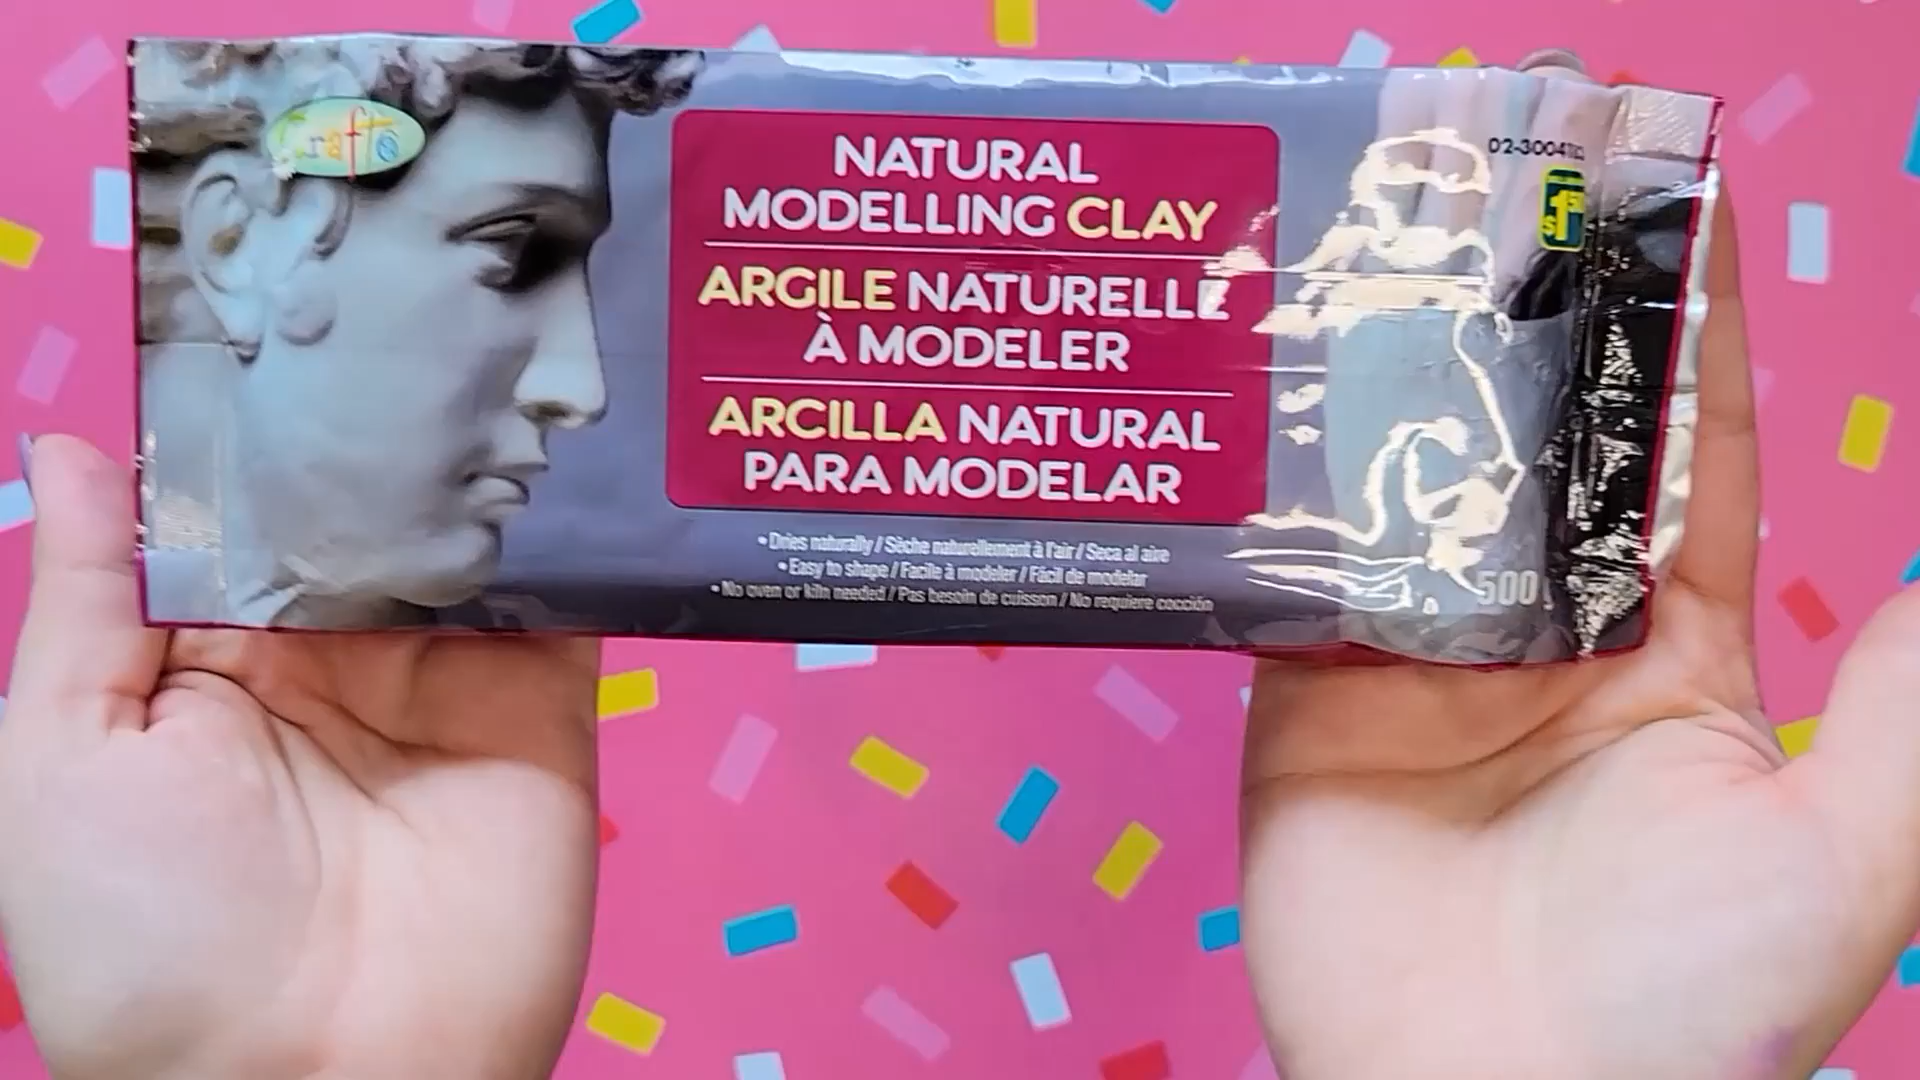 Crafts
NATURAL
MODELLING CLAY
ARGILE NATURELLE
À MODELER
ARCILLA NATURAL
PARA MODELAR
• Dries naturally / Sèche naturellement à l'air / Seca al aire
• Easy to shape / Facile à modeler / Fácil de modelar
• No oven or kiln needed / Pas besoin de cuisson / No requiere cocción
500